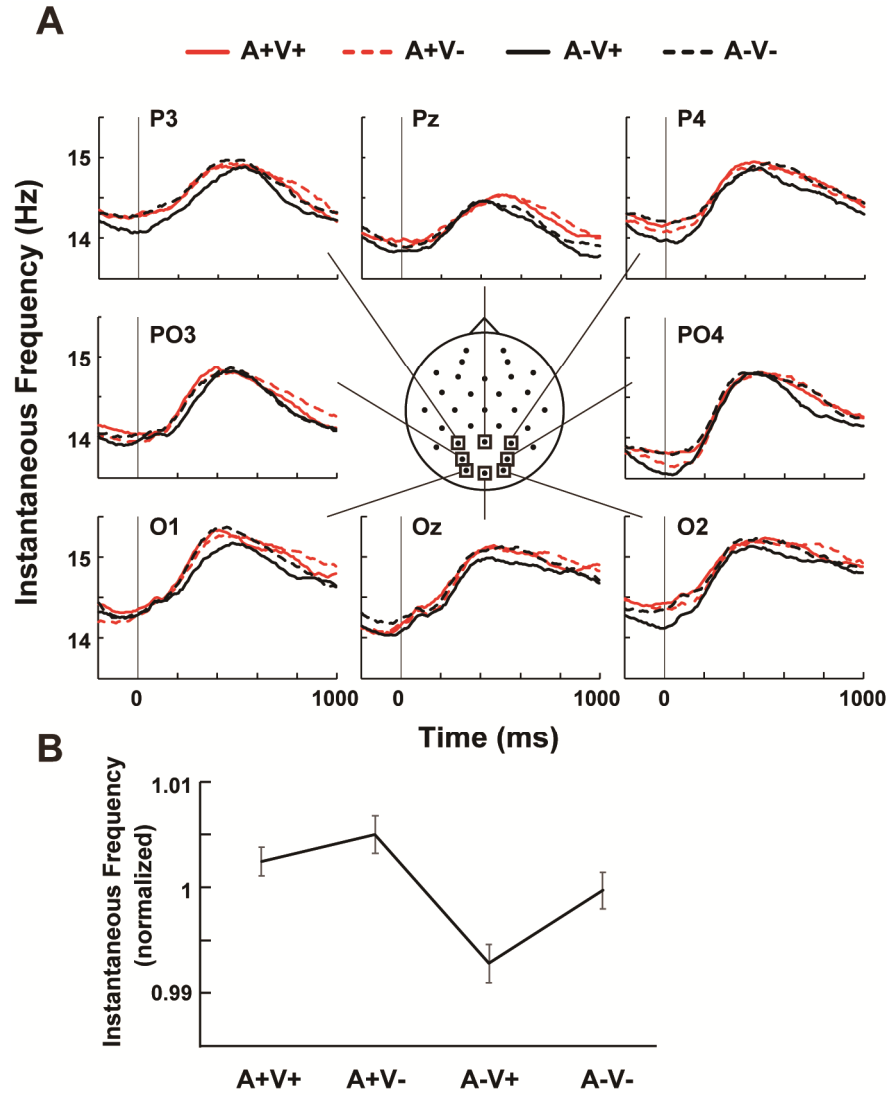 A
A+V+ A+V- A-V+ A-V-
P3 Pz P4
15
14
PO3 PO4
15
14
O1 Oz O2
15
14
0 1000 0 1000 0 1000
Instantaneous Frequency (Hz)
Time (ms)
B
1.01
1
0.99
Instantaneous Frequency
(normalized)
A+V+ A+V- A-V+ A-V-